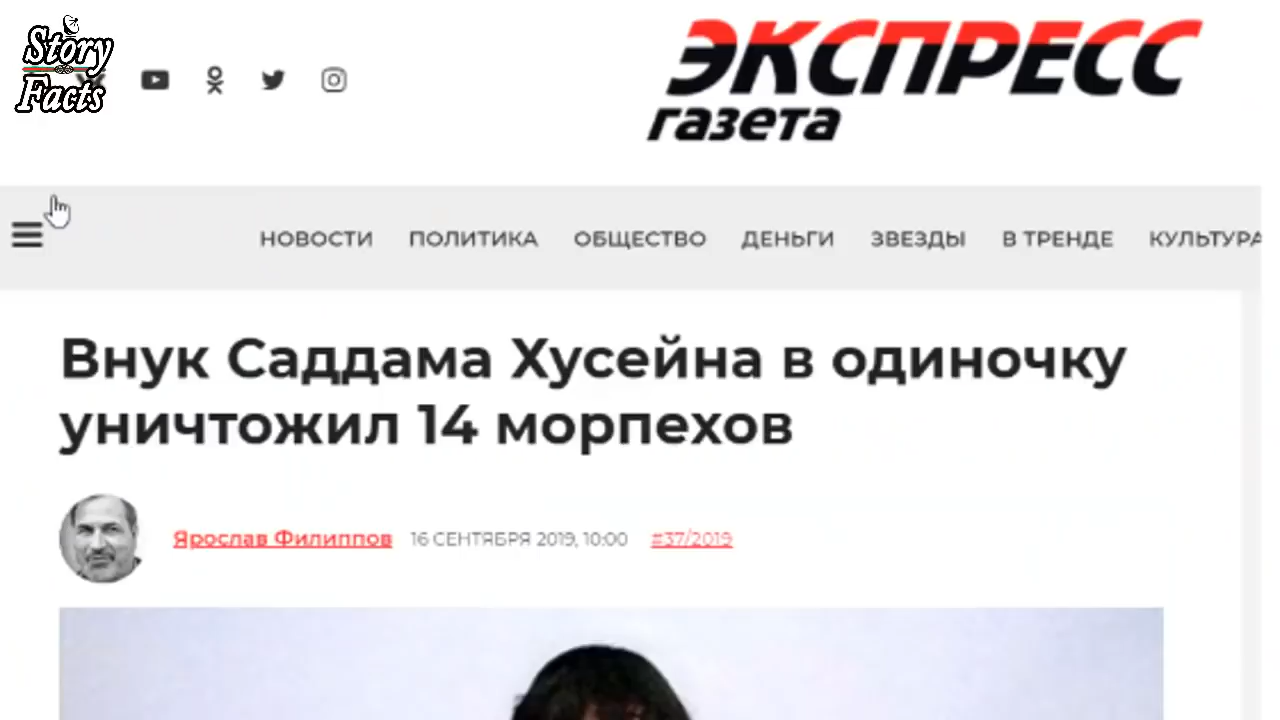 Story
Facts
ЭКСПРЕСС
газета
НОВОСТИ ПОЛИТИКА ОБЩЕСТВО ДЕНЬГИ ЗВЕЗДЫ В ТРЕНДЕ КУЛЬТУРА
Внук Саддама Хусейна в одиночку
уничтожил 14 морпехов
Ярослав Филиппов 16 СЕНТЯБРЯ 2019, 10:00 #37/2019